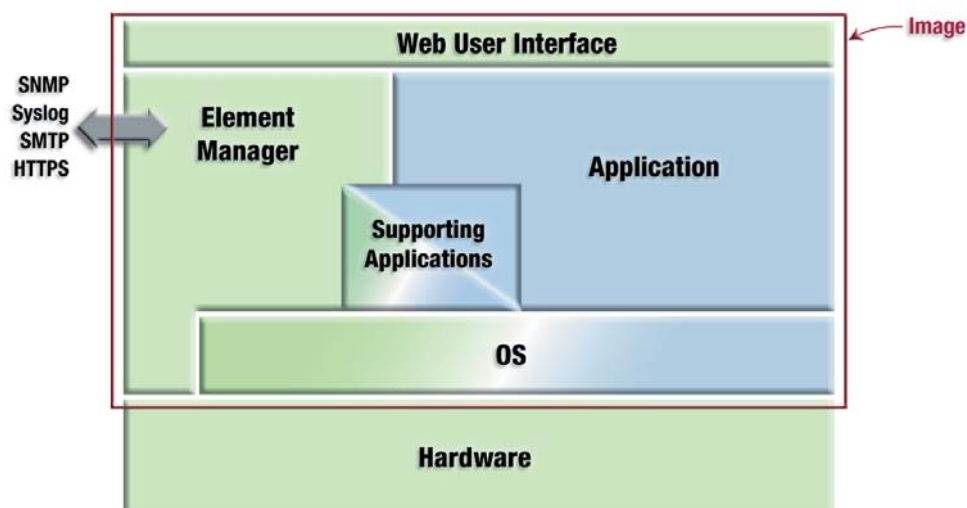 Image
Web User Interface
SNMP
Syslog
SMTP
HTTPS
Element
Manager
Application
Supporting
Applications
OS
Hardware